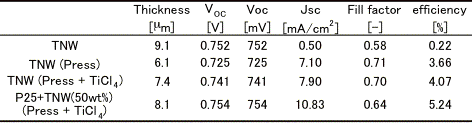 Thickness Voc Voc Jsc Fill factor efficiency
[μm] [V] [mV] [mA/cm²] [-] [%]
TNW 9.1 0.752 752 0.50 0.58 0.22
TNW (Press) 6.1 0.725 725 7.10 0.71 3.66
TNW (Press + TiCl₄) 7.4 0.741 741 7.90 0.70 4.07
P25+TNW(50wt%)
(Press + TiCl₄) 8.1 0.754 754 10.83 0.64 5.24